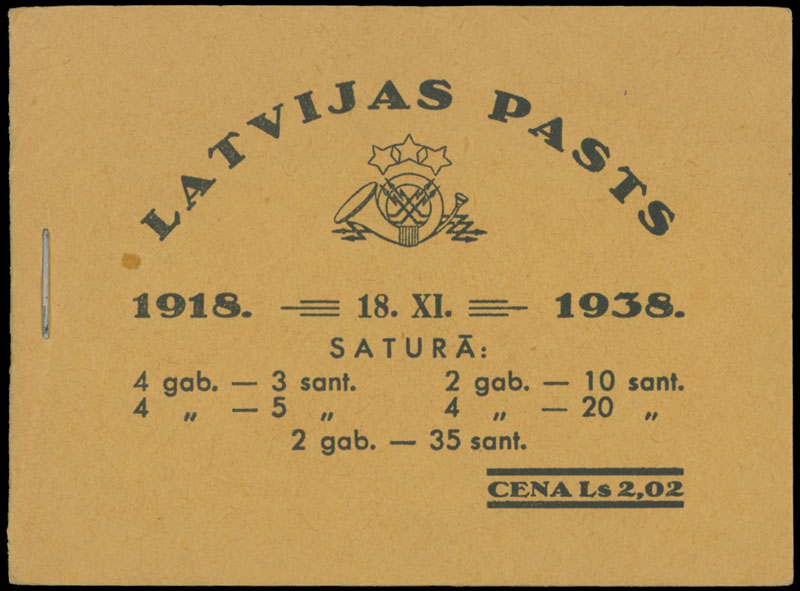 LATVIJAS PASTS
1918. 18. XI. 1938.
SATURĀ:
4 gab. — 3 sant. 2 gab. — 10 sant.
4 „ — 5 „ 4 „ — 20 „
2 gab. — 35 sant.
CENA Ls 2,02